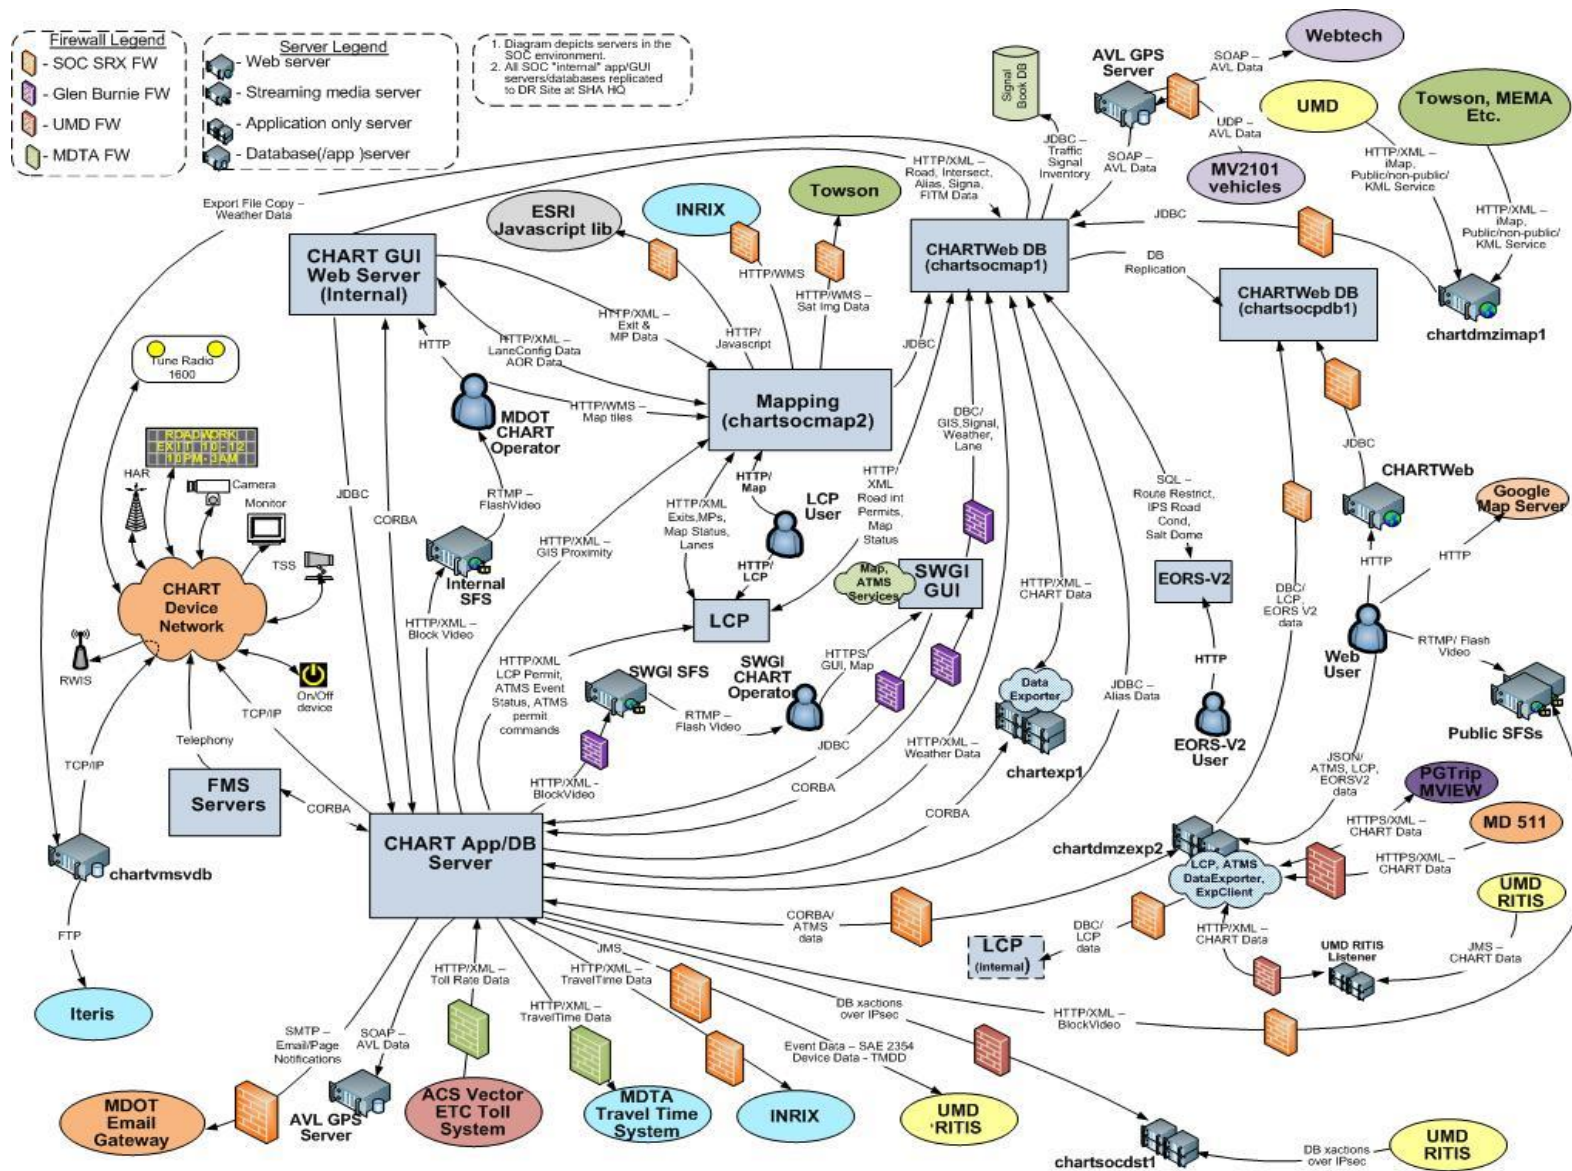 Firewall Legend
- SOC SRX FW
- Glen Burnie FW
- UMD FW
- MDTA FW
Server Legend
- Web server
- Streaming media server
- Application only server
- Database(/app )server
1. Diagram depicts servers in the
SOC environment.
2. All SOC "internal" app/GUI
servers/databases replicated
to DR Site at SHA HQ
Signal
Book DB
AVL GPS
Server
SOAP –
AVL Data
Webtech
UMD
Towson, MEMA
Etc.
UDP –
AVL Data
MV2101
vehicles
JDBC –
Traffic
Signal
Inventory
SOAP –
AVL Data
HTTP/XML –
Road, Intersect,
Alias, Signa,
FITM Data
HTTP/XML –
iMap,
Public/non-public/
KML Service
HTTP/XML –
iMap,
Public/non-public/
KML Service
JDBC
Export File Copy –
Weather Data
ESRI
Javascript lib
INRIX
Towson
CHART GUI
Web Server
(Internal)
CHARTWeb DB
(chartsocmap1)
DB
Replication
CHARTWeb DB
(chartsocpdb1)
chartdmzimap1
HTTP/WMS
HTTP/WMS –
Sat Img Data
HTTP/XML –
Exit &
MP Data
HTTP/
Javascript
HTTP
HTTP/XML –
LaneConfig Data
AOR Data
JDBC
Tune Radio
1600
ROADWORK
EXIT 10-12
10PM-3AM
HAR
Camera
Monitor
TSS
MDOT
CHART
Operator
HTTP/WMS –
Map tiles
Mapping
(chartsocmap2)
DBC/
GIS,Signal,
Weather,
Lane
JDBC
CHARTWeb
Google
Map Server
JDBC
CORBA
RTMP –
FlashVideo
HTTP/
Map
LCP
User
HTTP/
XML
Road int
Permits,
Map
Status
SQL –
Route Restrict,
IPS Road
Cond,
Salt Dome
HTTP/XML
Exits,MPs,
Map Status,
Lanes
HTTP/XML –
GIS Proximity
HTTP
HTTP
CHART
Device
Network
Internal
SFS
HTTP/
LCP
Map,
ATMS
Services
SWGI
GUI
EORS-V2
HTTP/XML –
CHART Data
DBC/
LCP,
EORS V2
data
LCP
HTTP/XML –
Block Video
RWIS
On/Off
device
Web
User
RTMP/ Flash
Video
HTTP
HTTP/XML
LCP Permit,
ATMS Event
Status, ATMS
permit
commands
SWGI SFS
SWGI
CHART
Operator
HTTPS/
GUI, Map
Data
Exporter
JDBC –
Alias Data
TCP/IP
RTMP –
Flash Video
Telephony
JDBC
HTTP/XML –
Weather Data
chartexp1
EORS-V2
User
Public SFSs
TCP/IP
FMS
Servers
CORBA
HTTP/XML -
BlockVideo
CORBA
CORBA
JSON/
ATMS, LCP,
EORSV2
data
PGTrip
MVIEW
HTTPS/XML –
CHART Data
MD 511
CHART App/DB
Server
chartvmsvdb
chartdmzexp2
LCP, ATMS
DataExporter,
ExpClient
HTTPS/XML –
CHART Data
UMD
RITIS
CORBA/
ATMS
data
DBC/
LCP
data
HTTP/XML –
CHART Data
FTP
LCP
(internal)
UMD RITIS
Listener
JMS –
CHART Data
JMS
HTTP/XML –
Toll Rate Data
HTTP/XML –
TravelTime Data
HTTP/XML –
TravelTime Data
DB xactions
over IPsec
HTTP/XML –
BlockVideo
Iteris
SMTP –
Email/Page
Notifications
SOAP –
AVL Data
Event Data – SAE 2354
Device Data - TMDD
MDOT
Email
Gateway
AVL GPS
Server
ACS Vector
ETC Toll
System
MDTA
Travel Time
System
INRIX
UMD
RITIS
chartsocdst1
DB xactions
over IPsec
UMD
RITIS